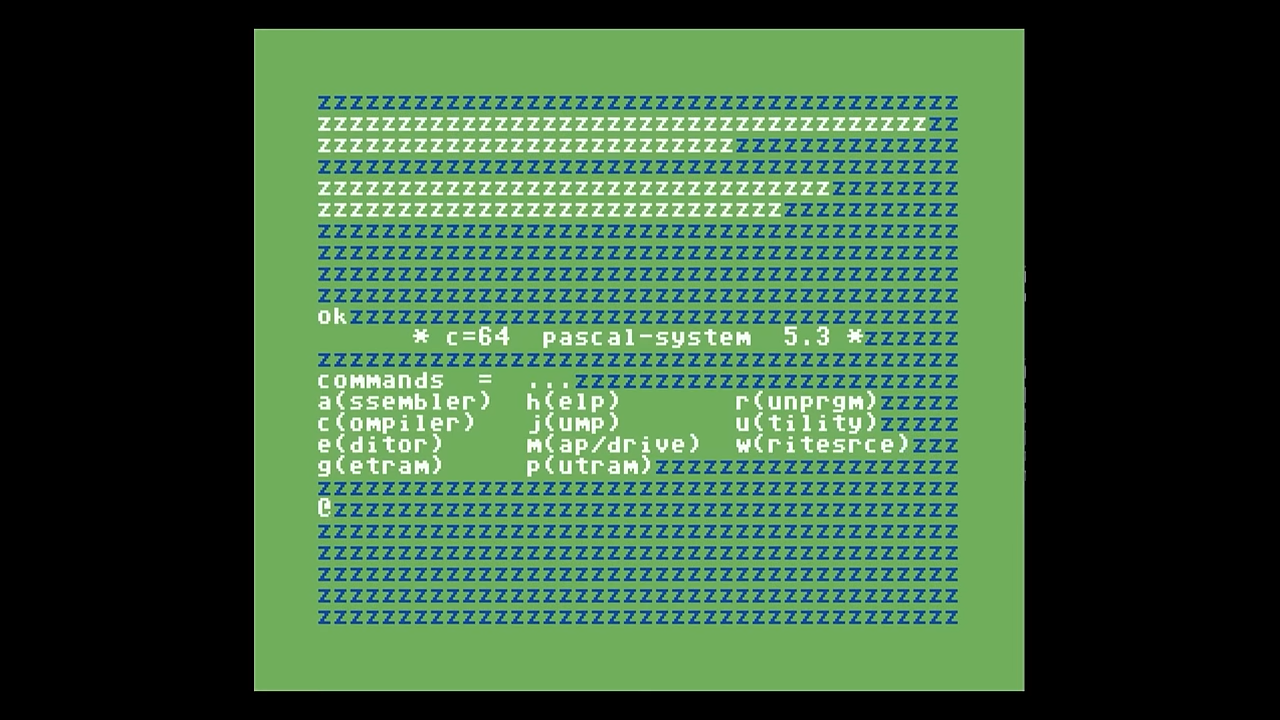 zzzzzzzzzzzzzzzzzzzzzzzzzzzzzzzzzzzzzzzz
zzzzzzzzzzzzzzzzzzzzzzzzzzzzzzzzzzzzzzzz
zzzzzzzzzzzzzzzzzzzzzzzzzzzzzzzzzzzzzzzz
zzzzzzzzzzzzzzzzzzzzzzzzzzzzzzzzzzzzzzzz
zzzzzzzzzzzzzzzzzzzzzzzzzzzzzzzzzzzzzzzz
zzzzzzzzzzzzzzzzzzzzzzzzzzzzzzzzzzzzzzzz
zzzzzzzzzzzzzzzzzzzzzzzzzzzzzzzzzzzzzzzz
zzzzzzzzzzzzzzzzzzzzzzzzzzzzzzzzzzzzzzzz
zzzzzzzzzzzzzzzzzzzzzzzzzzzzzzzzzzzzzzzz
zzzzzzzzzzzzzzzzzzzzzzzzzzzzzzzzzzzzzzzz
okzzzzzzzzzzzzzzzzzzzzzzzzzzzzzzzzzzzzzz
      * c=64  pascal-system  5.3 *zzzzzz
zzzzzzzzzzzzzzzzzzzzzzzzzzzzzzzzzzzzzzzz
commands  =  ...zzzzzzzzzzzzzzzzzzzzzzzz
a(ssembler)  h(elp)       r(unprgm)zzzzz
c(ompiler)   j(ump)       u(tility)zzzzz
e(ditor)     m(ap/drive)  w(ritesrce)zzz
g(etram)     p(utram)zzzzzzzzzzzzzzzzzzz
zzzzzzzzzzzzzzzzzzzzzzzzzzzzzzzzzzzzzzzz
@zzzzzzzzzzzzzzzzzzzzzzzzzzzzzzzzzzzzzzz
zzzzzzzzzzzzzzzzzzzzzzzzzzzzzzzzzzzzzzzz
zzzzzzzzzzzzzzzzzzzzzzzzzzzzzzzzzzzzzzzz
zzzzzzzzzzzzzzzzzzzzzzzzzzzzzzzzzzzzzzzz
zzzzzzzzzzzzzzzzzzzzzzzzzzzzzzzzzzzzzzzz
zzzzzzzzzzzzzzzzzzzzzzzzzzzzzzzzzzzzzzzz